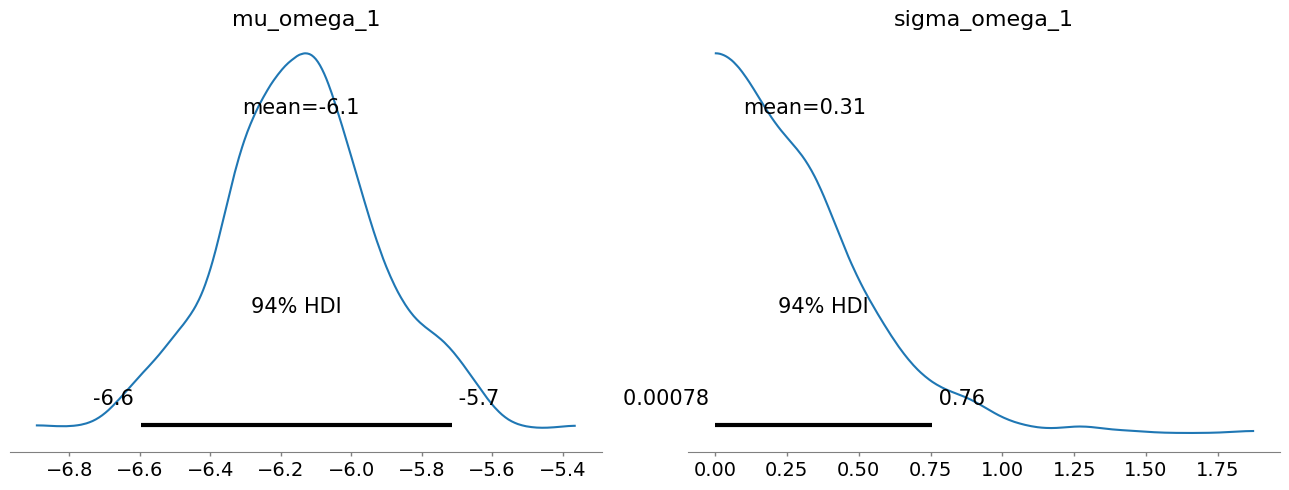 mu_omega_1
mean=-6.1
94% HDI
-6.6
-5.7
−6.8 −6.6 −6.4 −6.2 −6.0 −5.8 −5.6 −5.4
sigma_omega_1
mean=0.31
94% HDI
0.00078
0.76
0.00 0.25 0.50 0.75 1.00 1.25 1.50 1.75